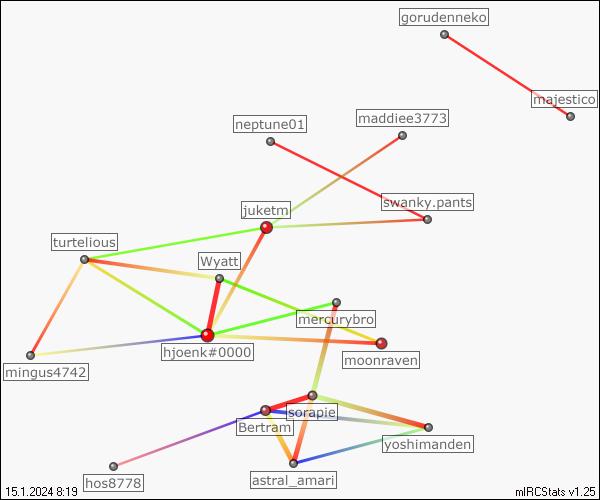 gorudenneko
majestico
maddiee3773
neptune01
swanky.pants
juketm
turtelious
Wyatt
mercurybro
hjoenk#0000
moonraven
mingus4742
sorapie
Bertram
yoshimanden
hos8778
astral_amari
15.1.2024 8:19
mIRCStats v1.25